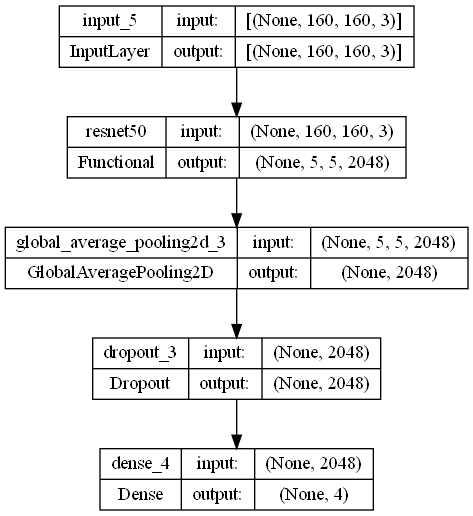 input_5 input: [(None, 160, 160, 3)]
InputLayer output: [(None, 160, 160, 3)]
resnet50 input: (None, 160, 160, 3)
Functional output: (None, 5, 5, 2048)
global_average_pooling2d_3 input: (None, 5, 5, 2048)
GlobalAveragePooling2D output: (None, 2048)
dropout_3 input: (None, 2048)
Dropout output: (None, 2048)
dense_4 input: (None, 2048)
Dense output: (None, 4)